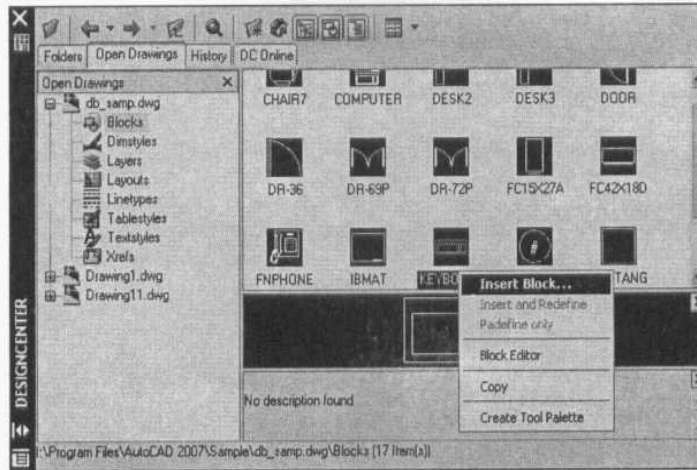 Folders Open Drawings History DC Online
Open Drawings
db_samp.dwg
Blocks
Dimstyles
Layers
Layouts
Linetypes
Tablestyles
Textstyles
Xrefs
Drawing1.dwg
Drawing11.dwg
CHAIR7 COMPUTER DESK2 DESK3 DOOR
DR-36 DR-69P DR-72P FC15X27A FC42X18D
FNPHONE IBMAT
Insert Block...
Insert and Redefine
Padefine only
Block Editor
Copy
Create Tool Palette
No description found
I:\Program Files\AutoCAD 2007\Sample\db_samp.dwg\Blocks (17 Item(s))
DESIGNCENTER